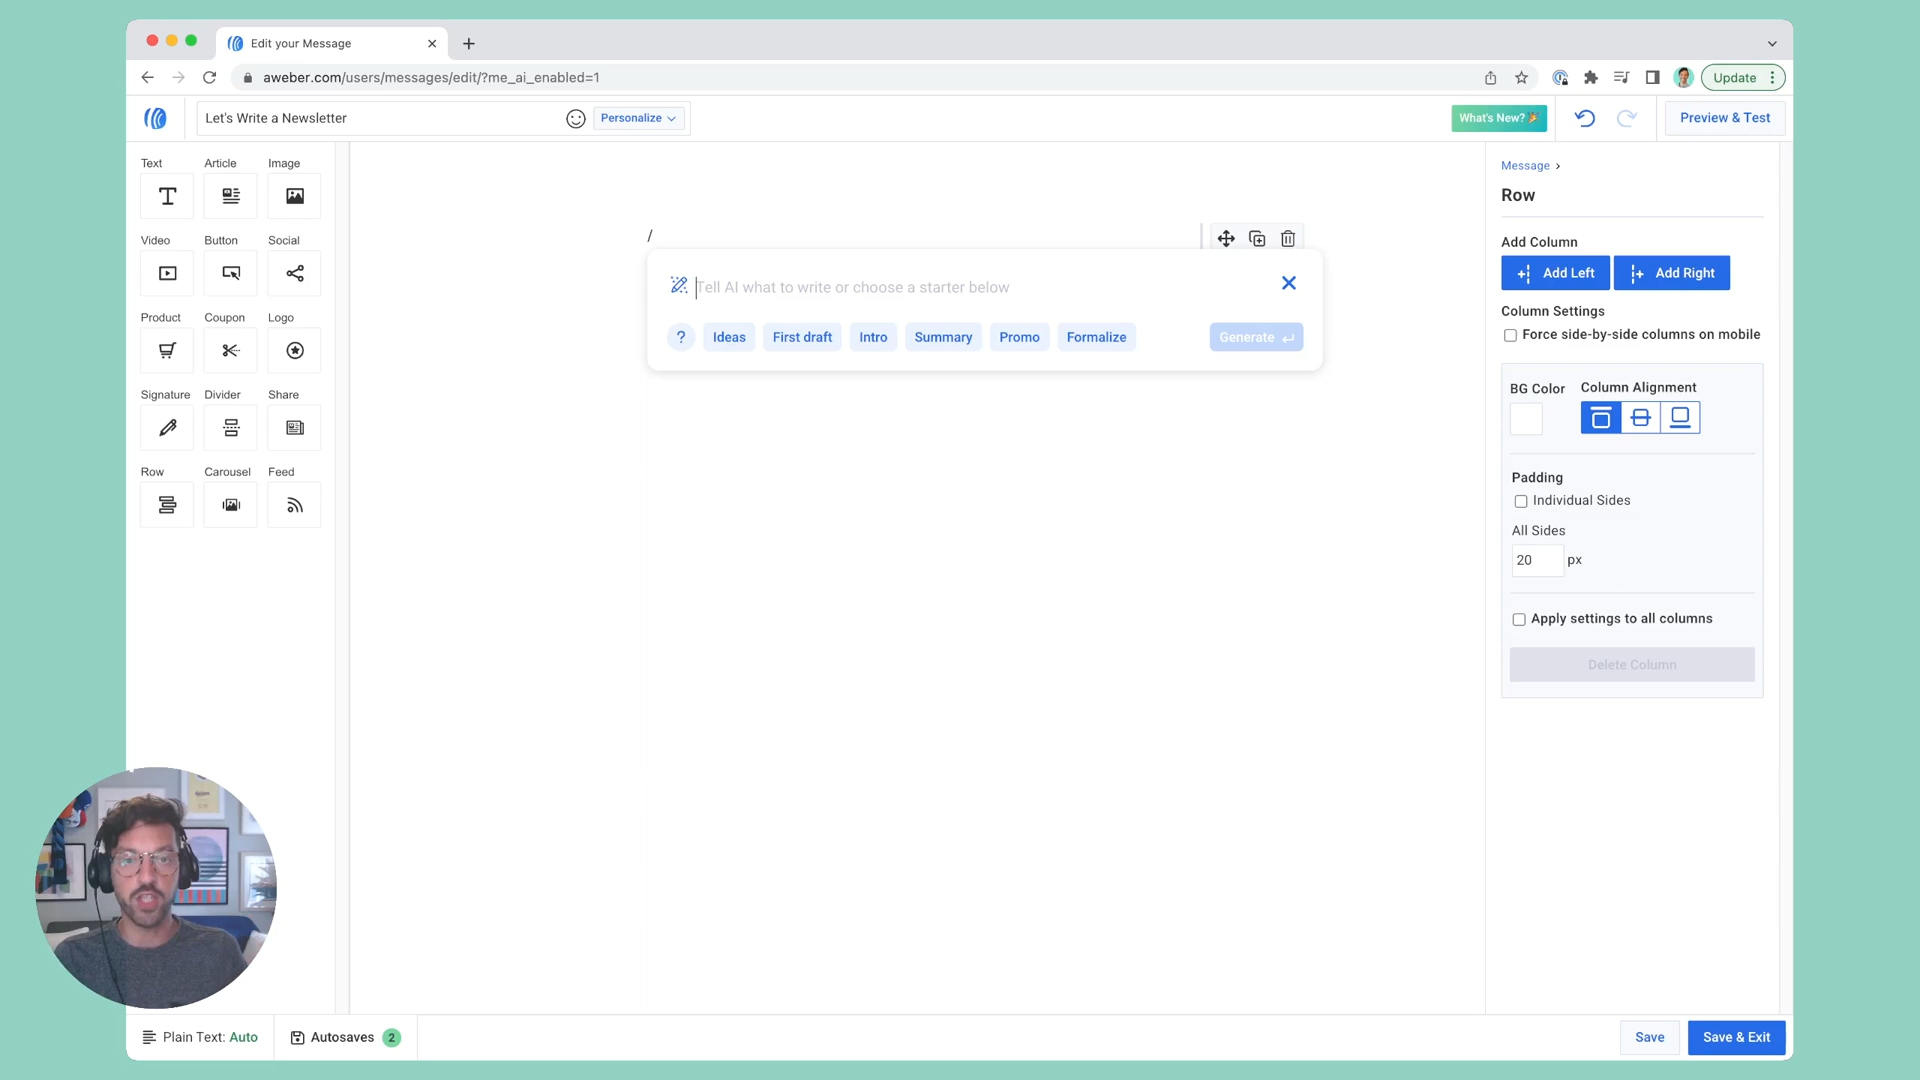 Edit your Message
aweber.com/users/messages/edit/?me_ai_enabled=1
Update
Let's Write a Newsletter
Personalize
What's New?🎉
Preview & Test
Text Article Image
Video Button Social
Product Coupon Logo
Signature Divider Share
Row Carousel Feed
/
Tell AI what to write or choose a starter below
? Ideas First draft Intro Summary Promo Formalize Generate
Message ›
Row
Add Column
Add Left Add Right
Column Settings
Force side-by-side columns on mobile
BG Color Column Alignment
Padding
Individual Sides
All Sides
20 px
Apply settings to all columns
Delete Column
Plain Text: Auto Autosaves 2
Save Save & Exit